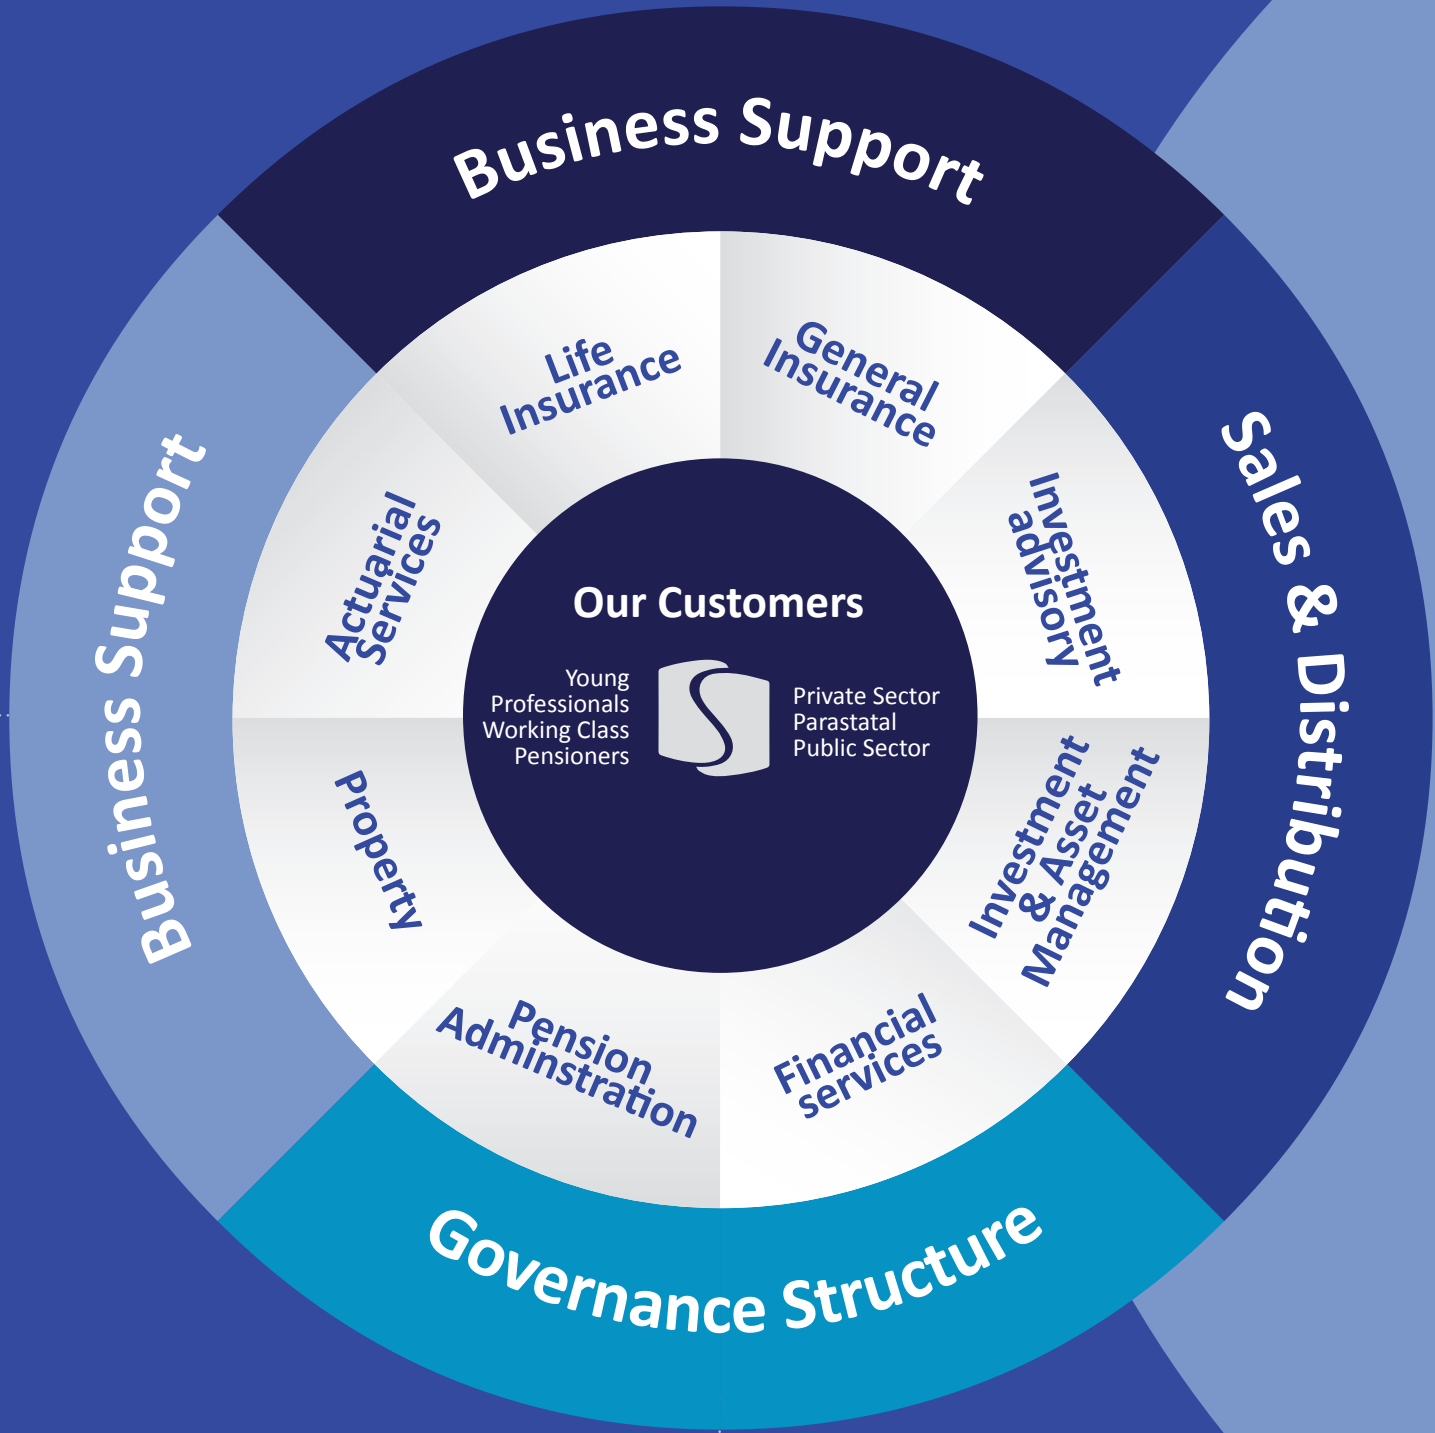 Business Support
Sales & Distribution
Governance Structure
Business Support
Life
Insurance
General
Insurance
Investment
advisory
Investment
& Asset
Management
Financial
services
Pension
Adminstration
Property
Actuarial
Services
Our Customers
Young
Professionals
Working Class
Pensioners
Private Sector
Parastatal
Public Sector